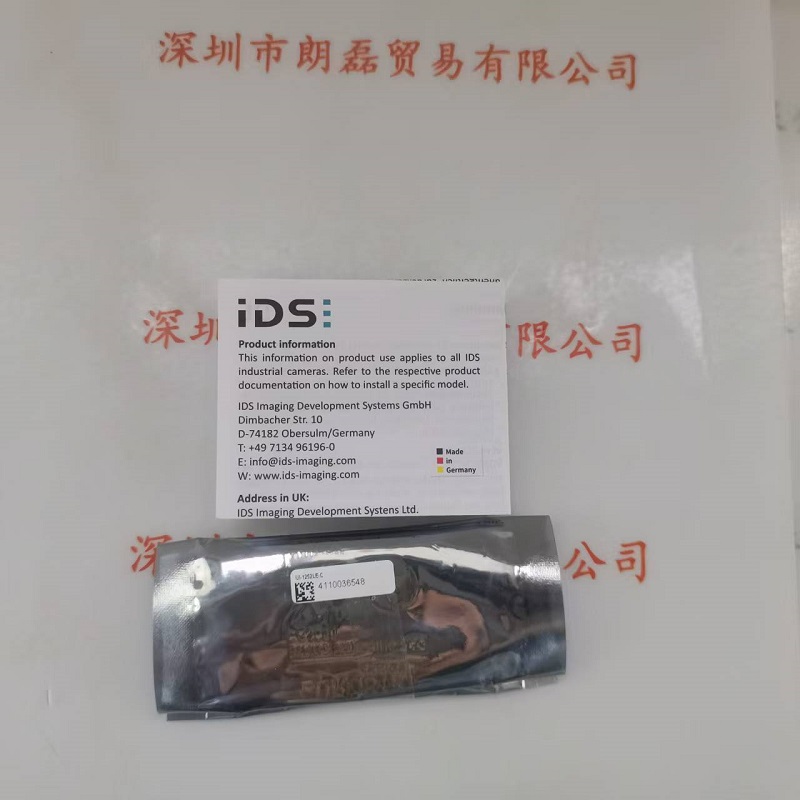 深圳市朗磊贸易有限公司
iDS
Product information
This information on product use applies to all IDS
industrial cameras. Refer to the respective product
documentation on how to install a specific model.
IDS Imaging Development Systems GmbH
Dimbacher Str. 10
D-74182 Obersulm/Germany
T: +49 7134 96196-0
E: info@ids-imaging.com
W: www.ids-imaging.com
Made
in
Germany
Address in UK:
IDS Imaging Development Systens Ltd.
深圳
有限公司
4110036548
深
公司